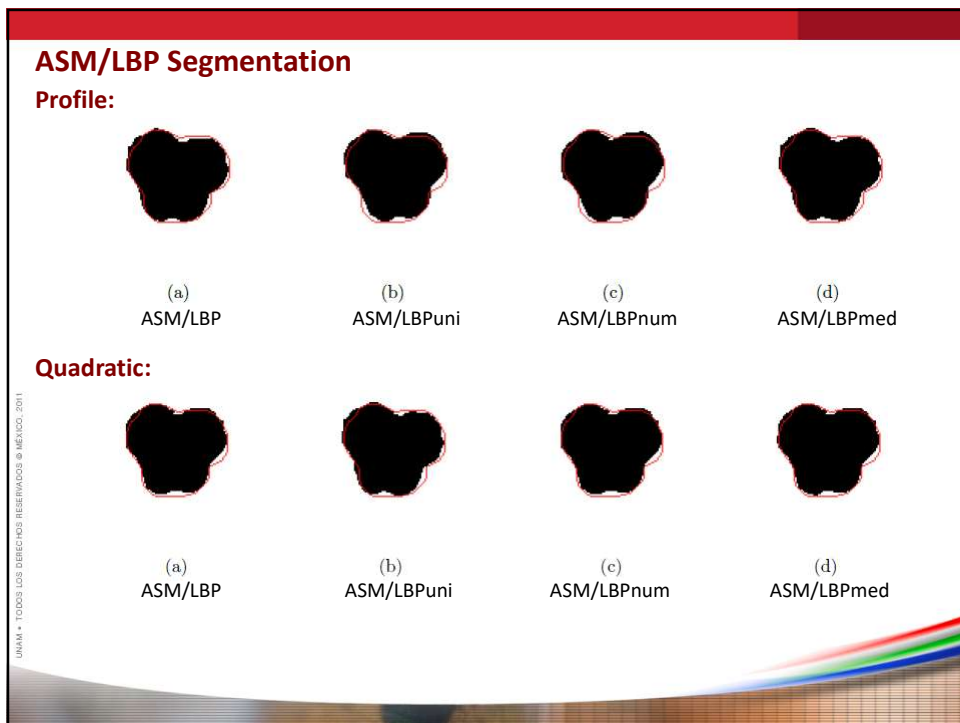 ASM/LBP Segmentation
Profile:
(a) (b) (c) (d)
ASM/LBP ASM/LBPuni ASM/LBPnum ASM/LBPmed
Quadratic:
(a) (b) (c) (d)
ASM/LBP ASM/LBPuni ASM/LBPnum ASM/LBPmed
UNAM • TODOS LOS DERECHOS RESERVADOS @ MÉXICO, 2011